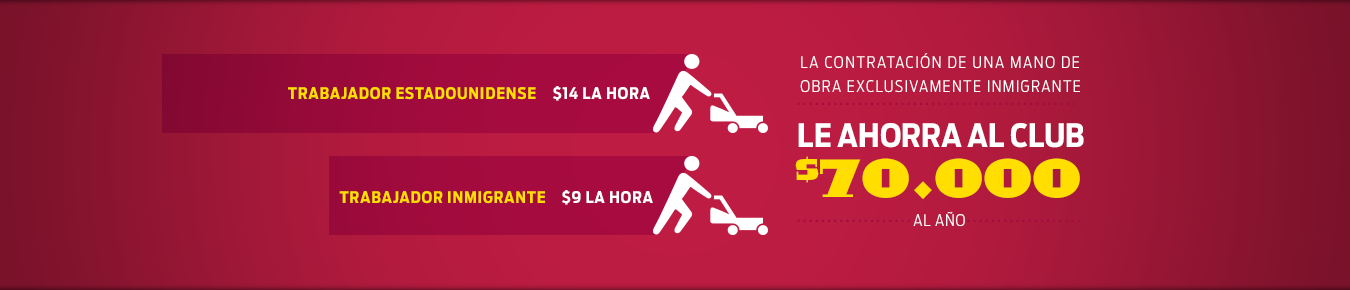 TRABAJADOR ESTADOUNIDENSE $14 LA HORA
TRABAJADOR INMIGRANTE $9 LA HORA
LA CONTRATACIÓN DE UNA MANO DE
OBRA EXCLUSIVAMENTE INMIGRANTE
LE AHORRA AL CLUB
$70.000
AL AÑO